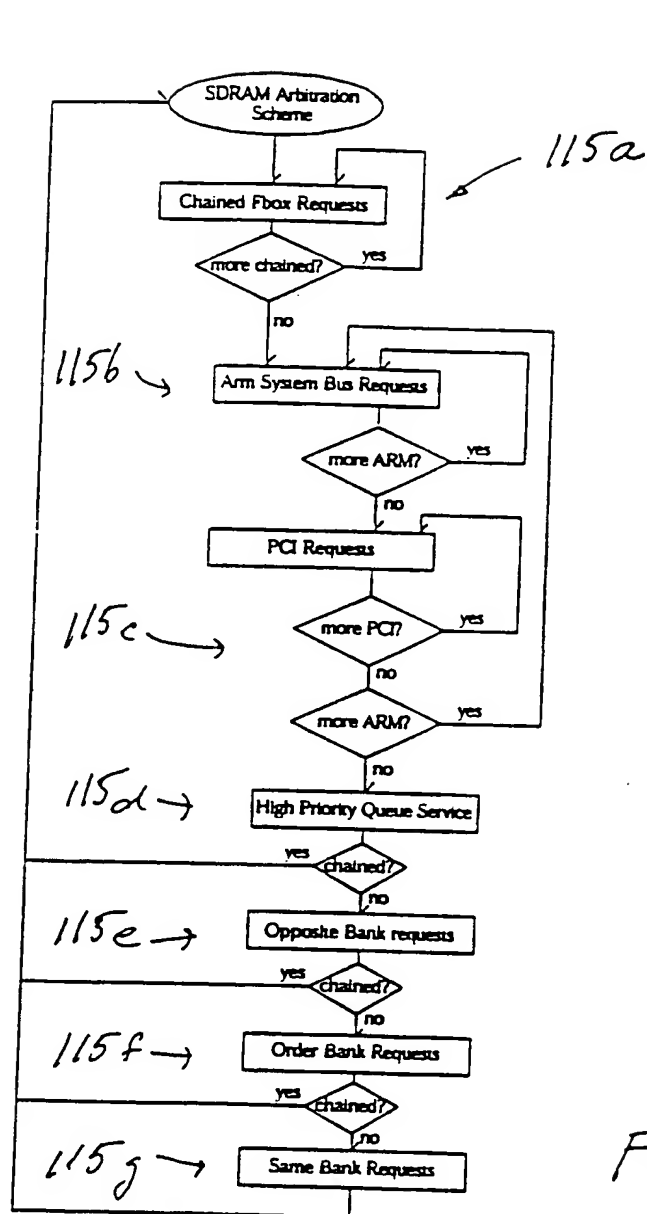 SDRAM Arbitration
Scheme
115a
Chained Fbox Requests
more chained?
yes
no
115b
Arm System Bus Requests
more ARM?
yes
no
PCI Requests
115c
more PCI?
yes
no
more ARM?
yes
no
115d
High Priority Queue Service
yes
chained?
no
115e
Opposite Bank requests
yes
chained?
no
115f
Order Bank Requests
yes
chained?
no
115g
Same Bank Requests
F